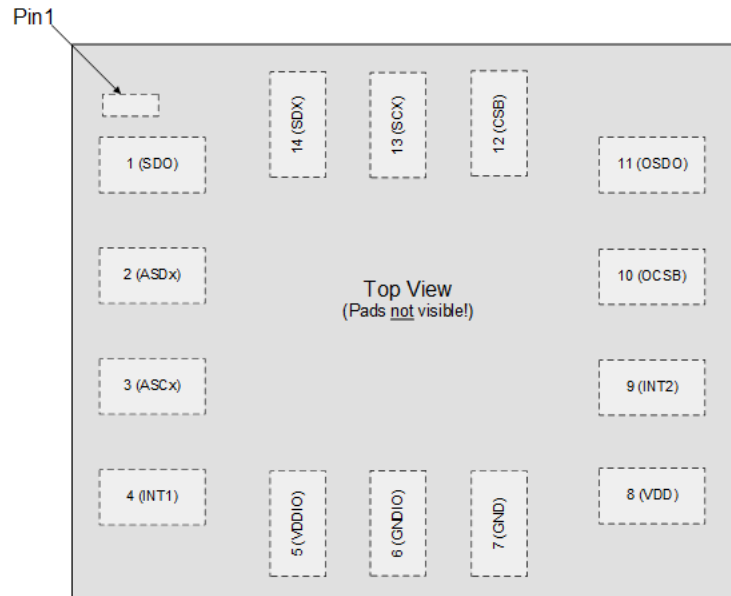 Pin1
14 (SDX)
13 (SCX)
12 (CSB)
1 (SDO)
11 (OSDO)
2 (ASDx)
10 (OCSB)
Top View
(Pads not visible!)
3 (ASCx)
9 (INT2)
4 (INT1)
8 (VDD)
5 (VDDIO)
6 (GNDIO)
7 (GND)